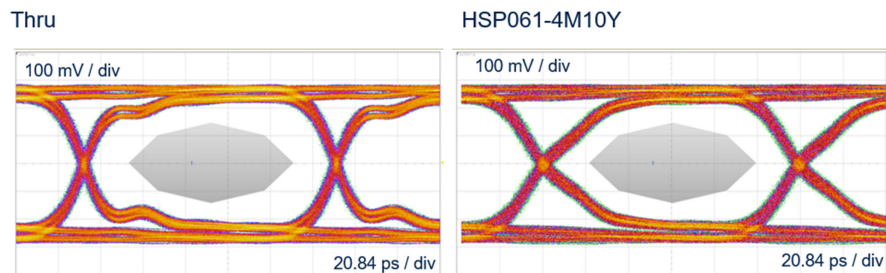 Thru
HSP061-4M10Y
100 mV / div
100 mV / div
20.84 ps / div
20.84 ps / div